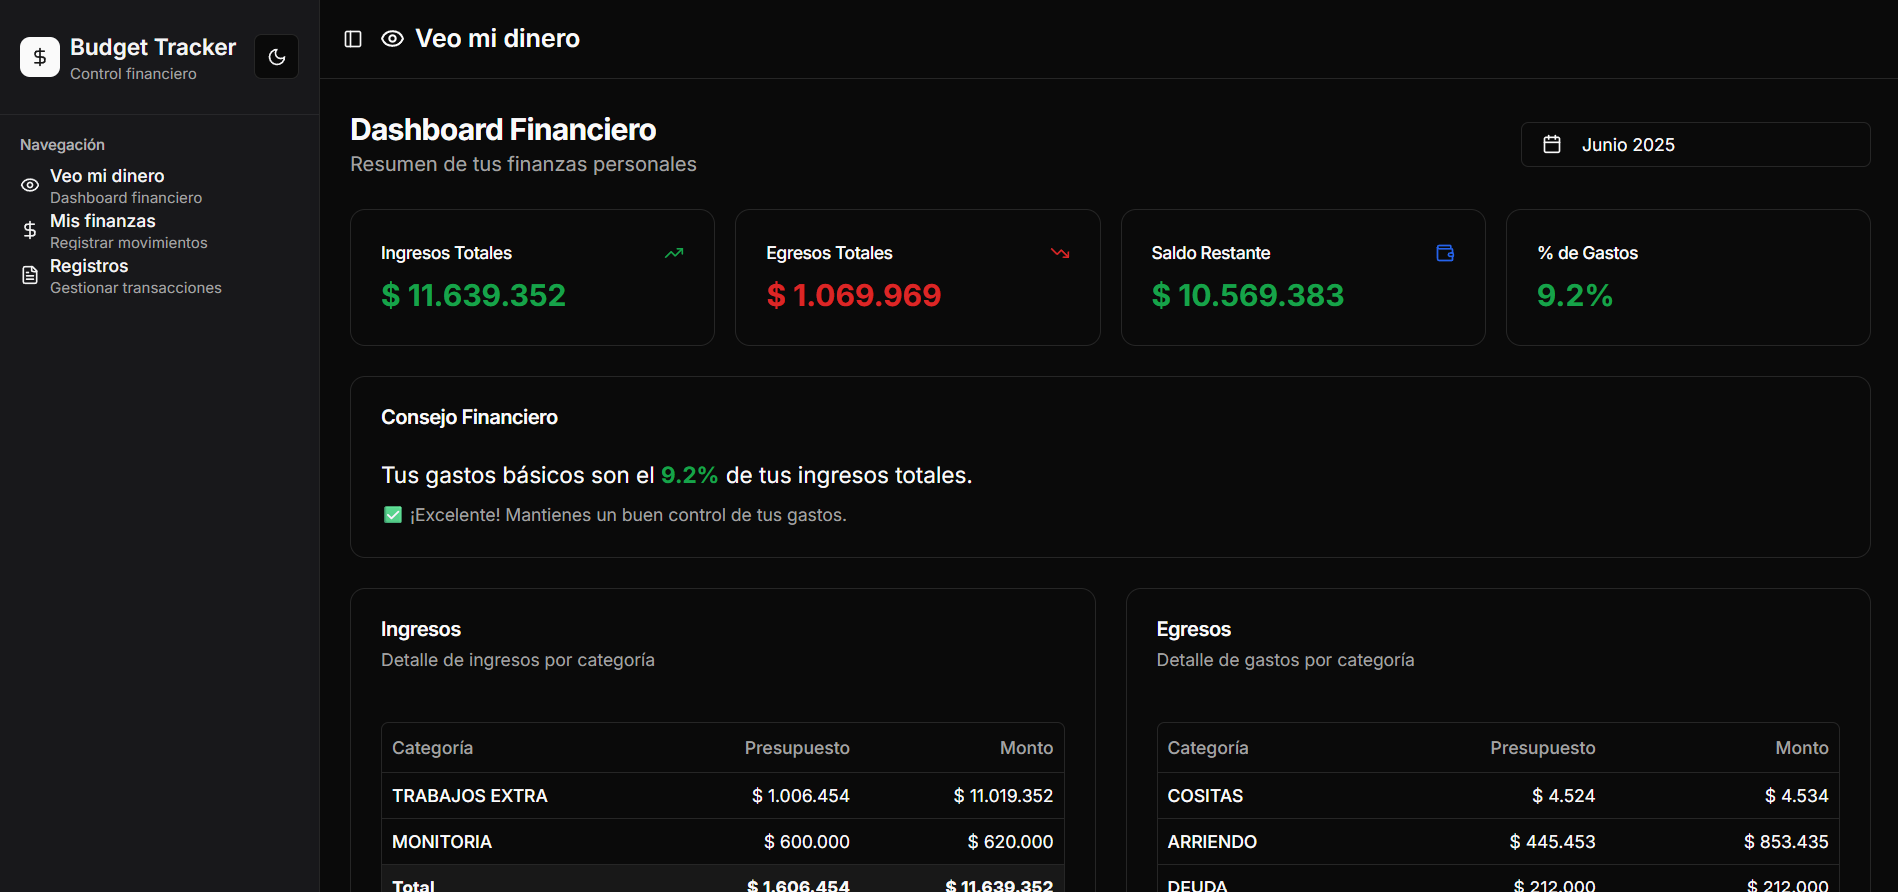 Budget Tracker
Control financiero
Navegación
Veo mi dinero
Dashboard financiero
Mis finanzas
Registrar movimientos
Registros
Gestionar transacciones
Veo mi dinero
Dashboard Financiero
Resumen de tus finanzas personales
Junio 2025
Ingresos Totales
$ 11.639.352
Egresos Totales
$ 1.069.969
Saldo Restante
$ 10.569.383
% de Gastos
9.2%
Consejo Financiero
Tus gastos básicos son el 9.2% de tus ingresos totales.
✅ ¡Excelente! Mantienes un buen control de tus gastos.
Ingresos
Detalle de ingresos por categoría
Categoría Presupuesto Monto
TRABAJOS EXTRA $ 1.006.454 $ 11.019.352
MONITORIA $ 600.000 $ 620.000
Total $ 1.606.454 $ 11.639.352
Egresos
Detalle de gastos por categoría
Categoría Presupuesto Monto
COSITAS $ 4.524 $ 4.534
ARRIENDO $ 445.453 $ 853.435
DEUDA $ 212.000 $ 212.000